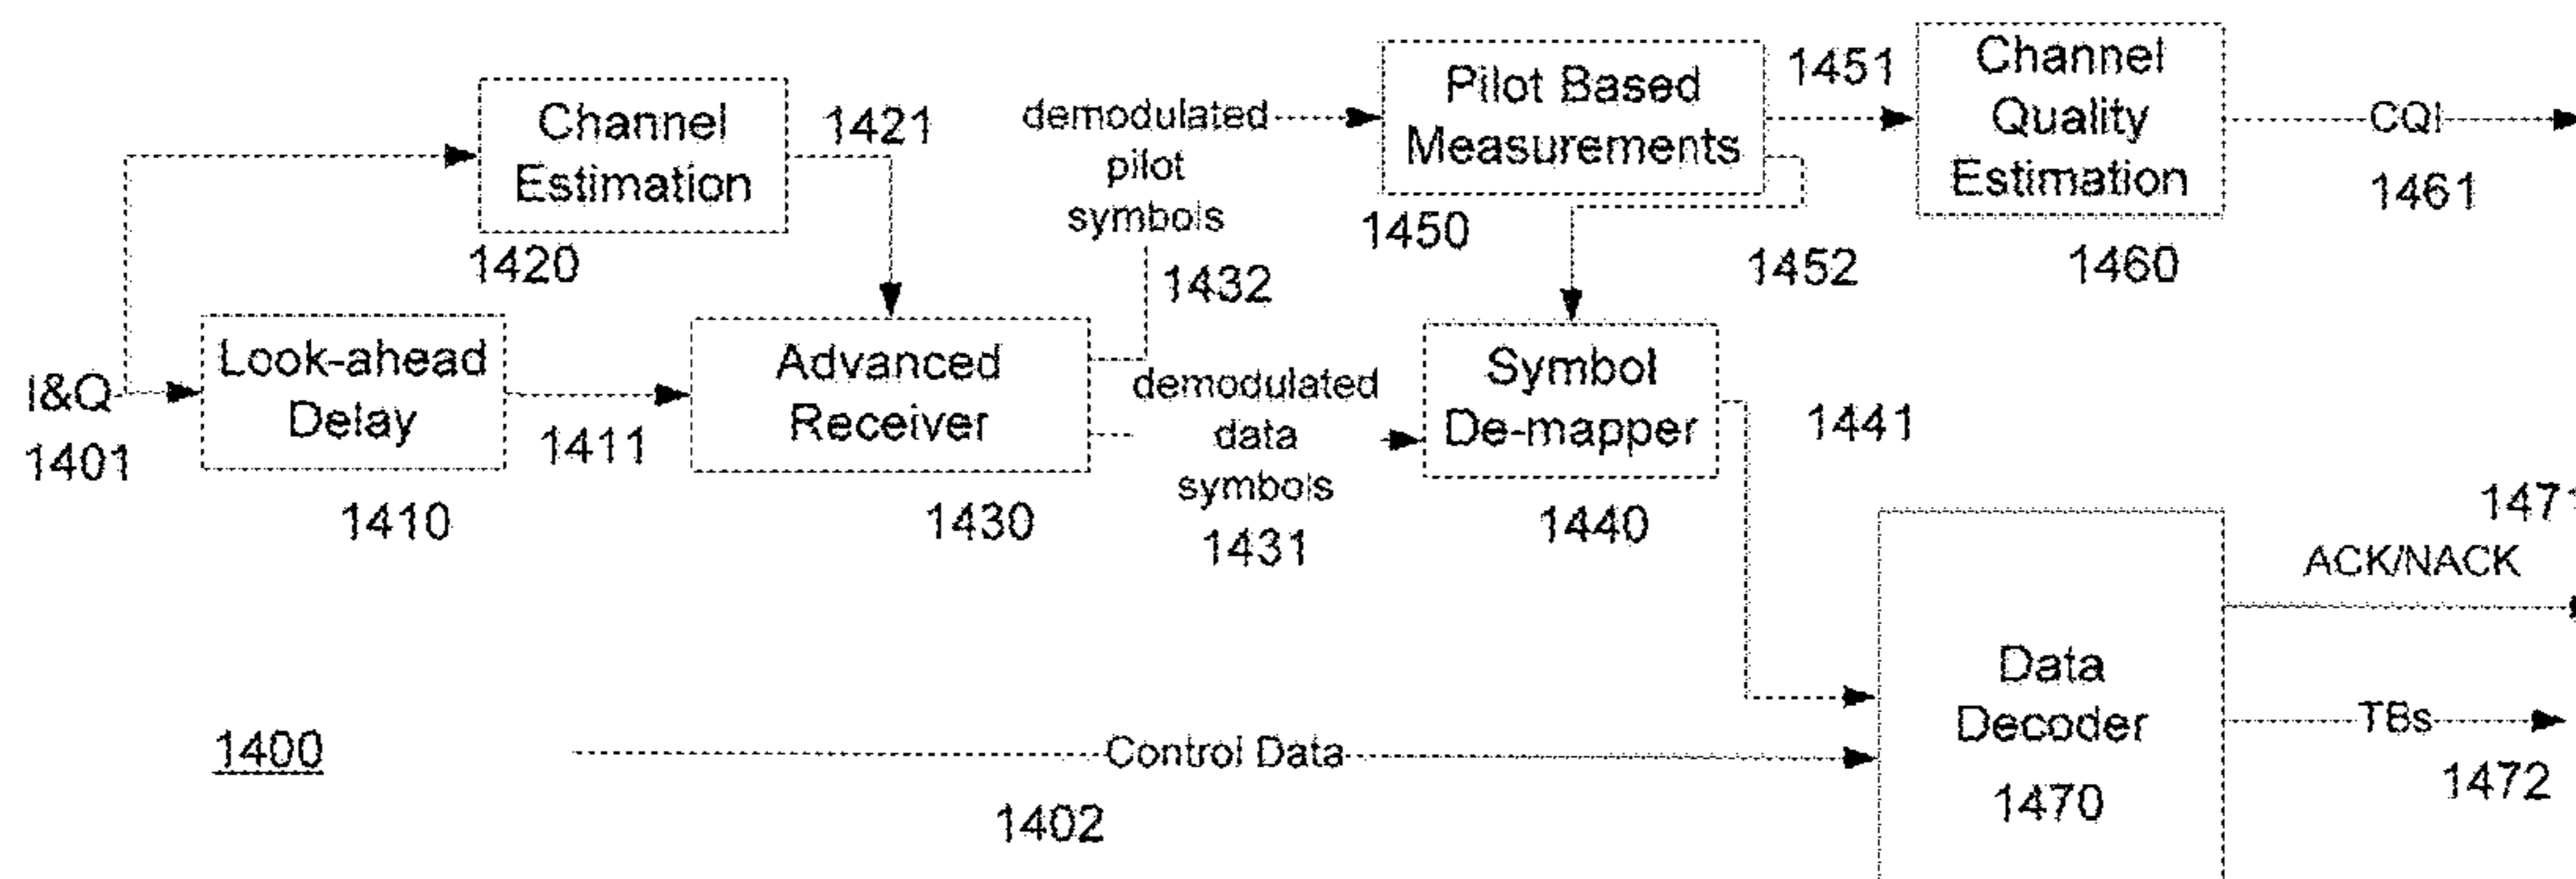 Channel
Estimation
1420
1421
demodulated
pilot
symbols
1432
Pilot Based
Measurements
1450
1451
1452
Channel
Quality
Estimation
1460
CQI
1461
I&Q
1401
Look-ahead
Delay
1410
1411
Advanced
Receiver
1430
demodulated
data
symbols
1431
Symbol
De-mapper
1440
1441
1471
ACK/NACK
Data
Decoder
1470
TBs
1472
1400
Control Data
1402